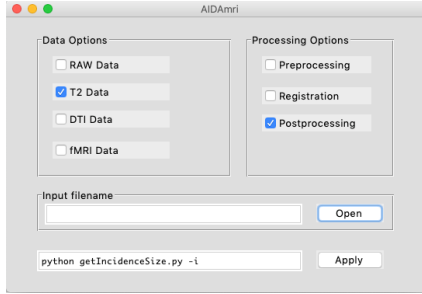 AIDAmri
Data Options
RAW Data
T2 Data
DTI Data
fMRI Data
Processing Options
Preprocessing
Registration
Postprocessing
Input filename
Open
python getIncidenceSize.py -i
Apply